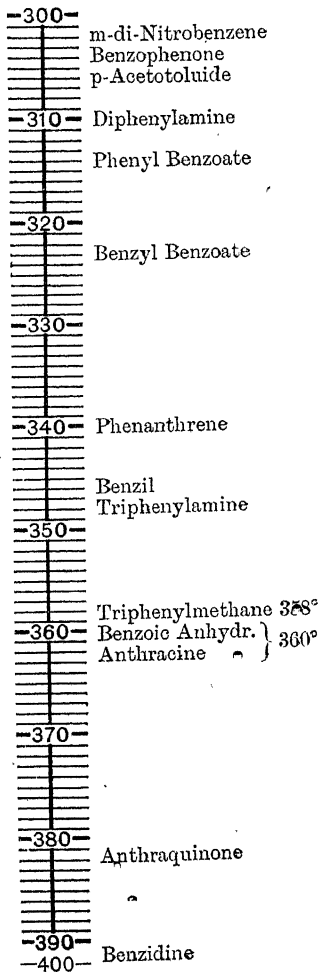 300
m-di-Nitrobenzene
Benzophenone
p-Acetotoluide
310 Diphenylamine
Phenyl Benzoate
320
Benzyl Benzoate
330
340 Phenanthrene
Benzil
Triphenylamine
350
Triphenylmethane 358°
360 Benzoic Anhydr. } 360°
Anthracine
370
380
Anthraquinone
390
Benzidine
400